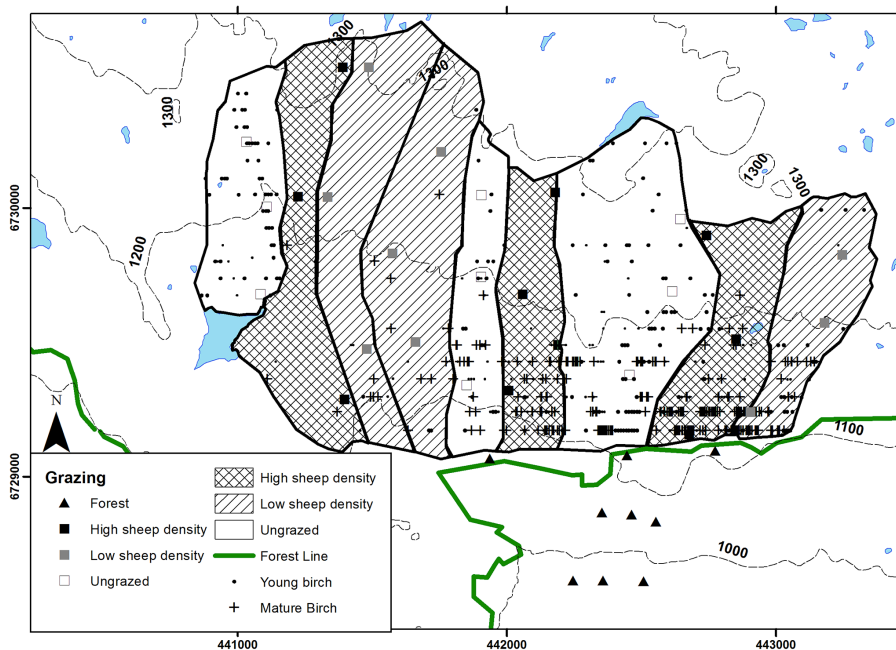 1300
1300
1300
1300
1300
1200
6730000
N
1100
6729000
Grazing
Forest
High sheep density
Low sheep density
Ungrazed
High sheep density
Low sheep density
Ungrazed
Forest Line
Young birch
Mature Birch
1000
441000
442000
443000